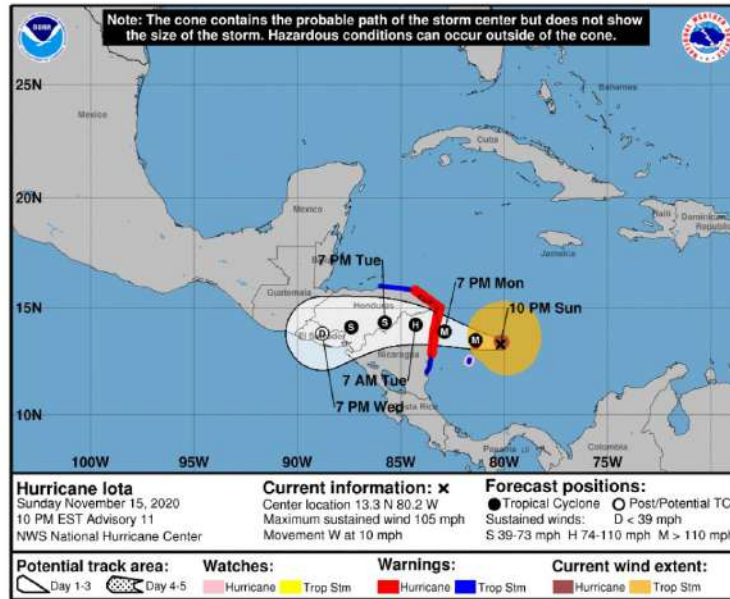 Note: The cone contains the probable path of the storm center but does not show
the size of the storm. Hazardous conditions can occur outside of the cone.
NOAA
25N
Mexico
Bahamas
Cuba
20N
Mexico
Haiti
Dominican
Republic
Jamaica
7 PM Tue
7 PM Mon
Guatemala
15N
Honduras
10 PM Sun
D S S H M M
El Salvador
Nicaragua
7 AM Tue
7 PM Wed
10N
Costa Rica
Panama
Colombia
100W 95W 90W 85W 80W 75W
Hurricane Iota
Sunday November 15, 2020
10 PM EST Advisory 11
NWS National Hurricane Center
Current information: x
Center location 13.3 N 80.2 W
Maximum sustained wind 105 mph
Movement W at 10 mph
Forecast positions:
Tropical Cyclone Post/Potential TC
Sustained winds: D < 39 mph
S 39-73 mph H 74-110 mph M > 110 mph
Potential track area:
Day 1-3 Day 4-5
Watches:
Hurricane Trop Stm
Warnings:
Hurricane Trop Stm
Current wind extent:
Hurricane Trop Stm